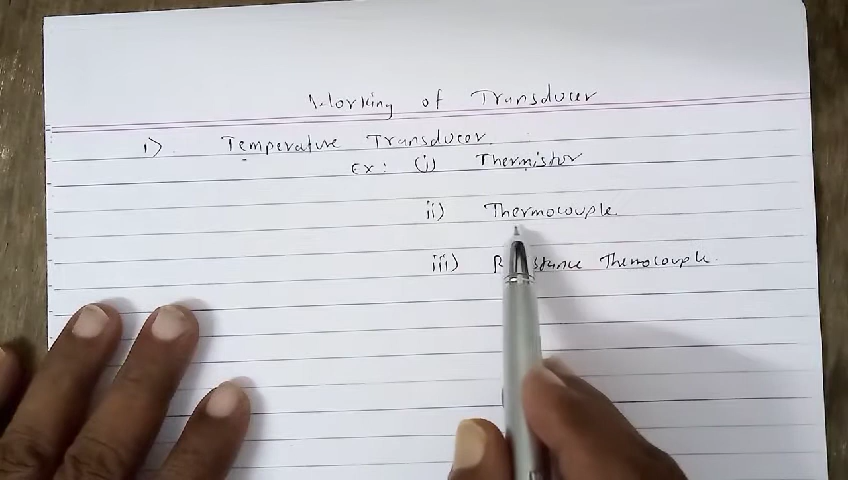 Working of Transducer
1). Temperature Transducer.
Ex: (i) Thermistor
ii) Thermocouple.
iii) Thermocouple.